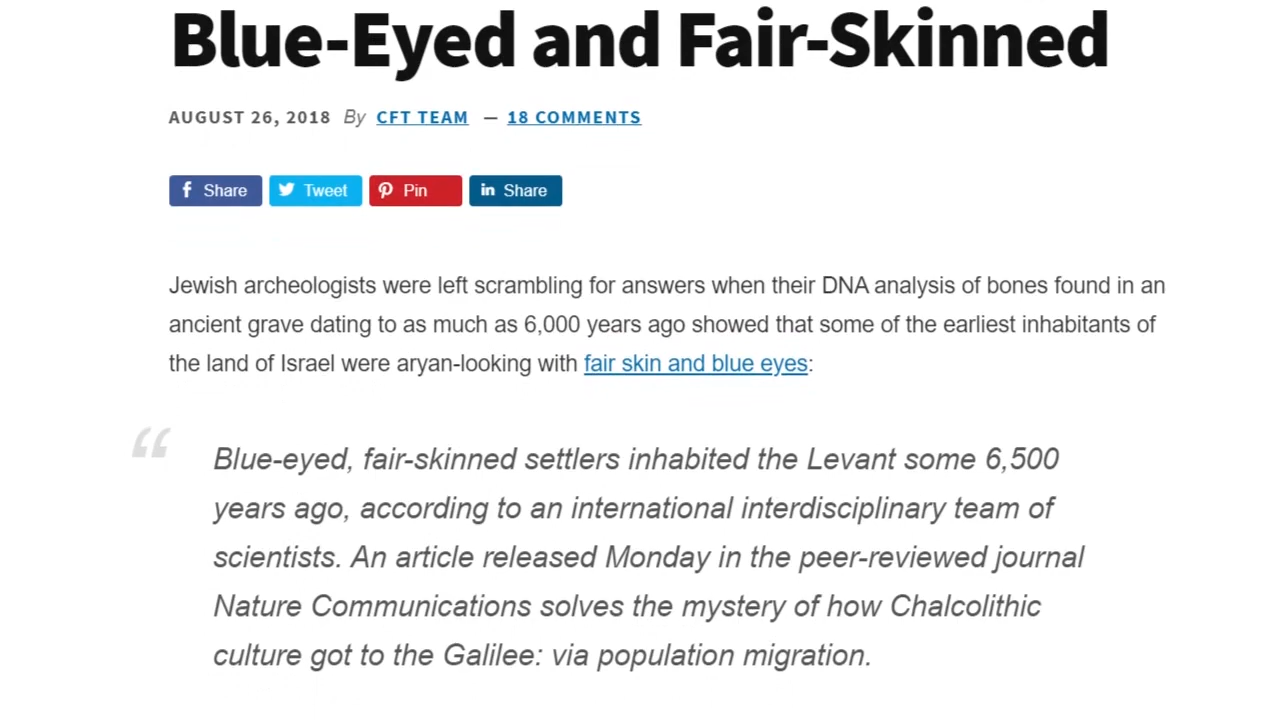 Blue-Eyed and Fair-Skinned
AUGUST 26, 2018 By CFT TEAM — 18 COMMENTS
Share Tweet Pin Share
Jewish archeologists were left scrambling for answers when their DNA analysis of bones found in an
ancient grave dating to as much as 6,000 years ago showed that some of the earliest inhabitants of
the land of Israel were aryan-looking with fair skin and blue eyes:
“
Blue-eyed, fair-skinned settlers inhabited the Levant some 6,500
years ago, according to an international interdisciplinary team of
scientists. An article released Monday in the peer-reviewed journal
Nature Communications solves the mystery of how Chalcolithic
culture got to the Galilee: via population migration.